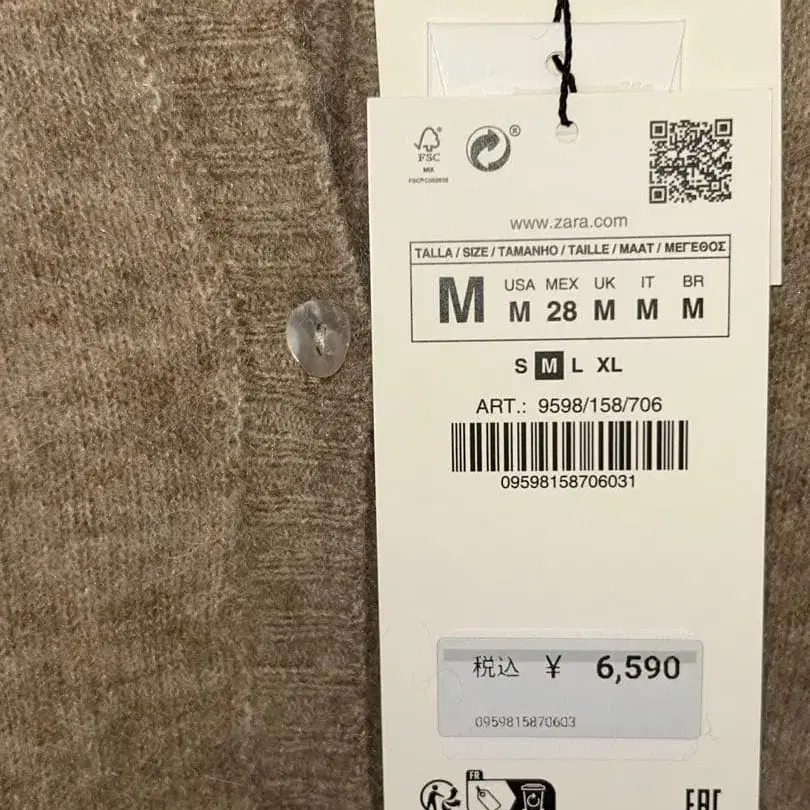 FSC
MIX
®
www.zara.com
TALLA / SIZE / TAMANHO / TAILLE / MAAT / ΜΕΓΕΘΟΣ
M
USA MEX UK IT BR
M 28 M M M
S M L XL
ART.: 9598/158/706
09598158706031
税込 ¥ 6,590
0959815870603
FR
EAC